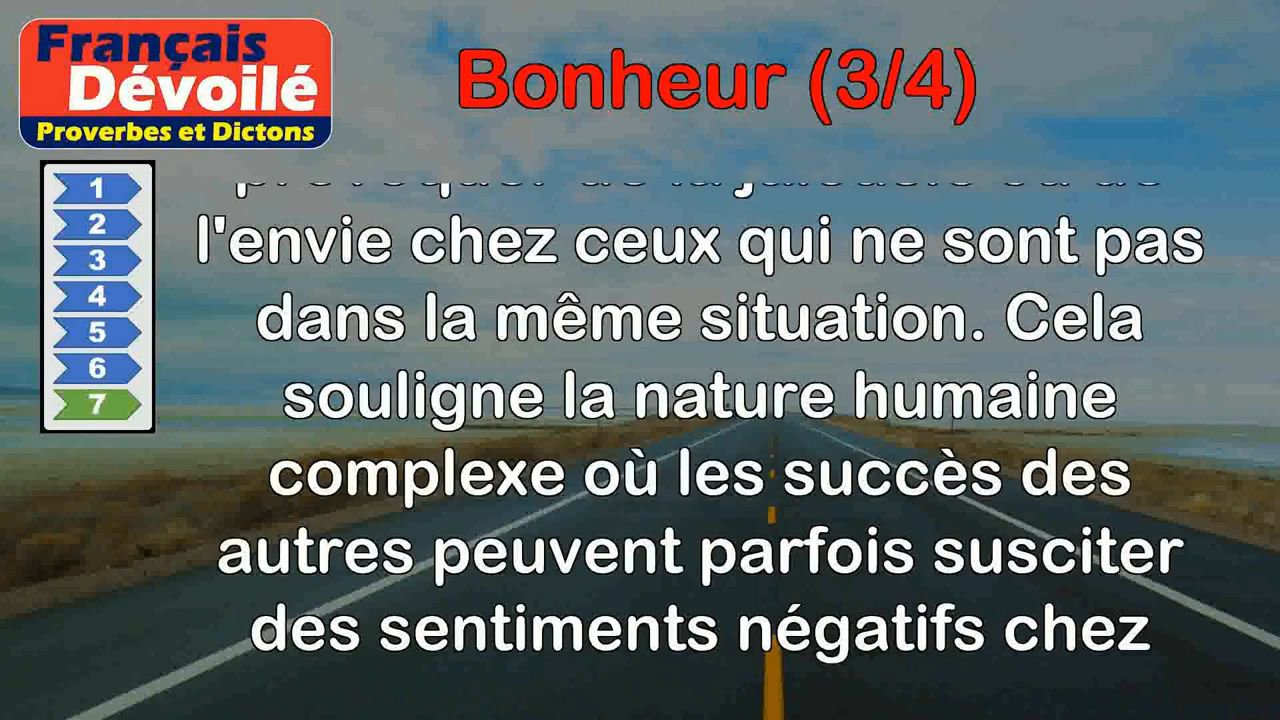 Français
Dévoilé
Proverbes et Dictons
Bonheur (3/4)
1
2
3
4
5
6
7
l'envie chez ceux qui ne sont pas
dans la même situation. Cela
souligne la nature humaine
complexe où les succès des
autres peuvent parfois susciter
des sentiments négatifs chez